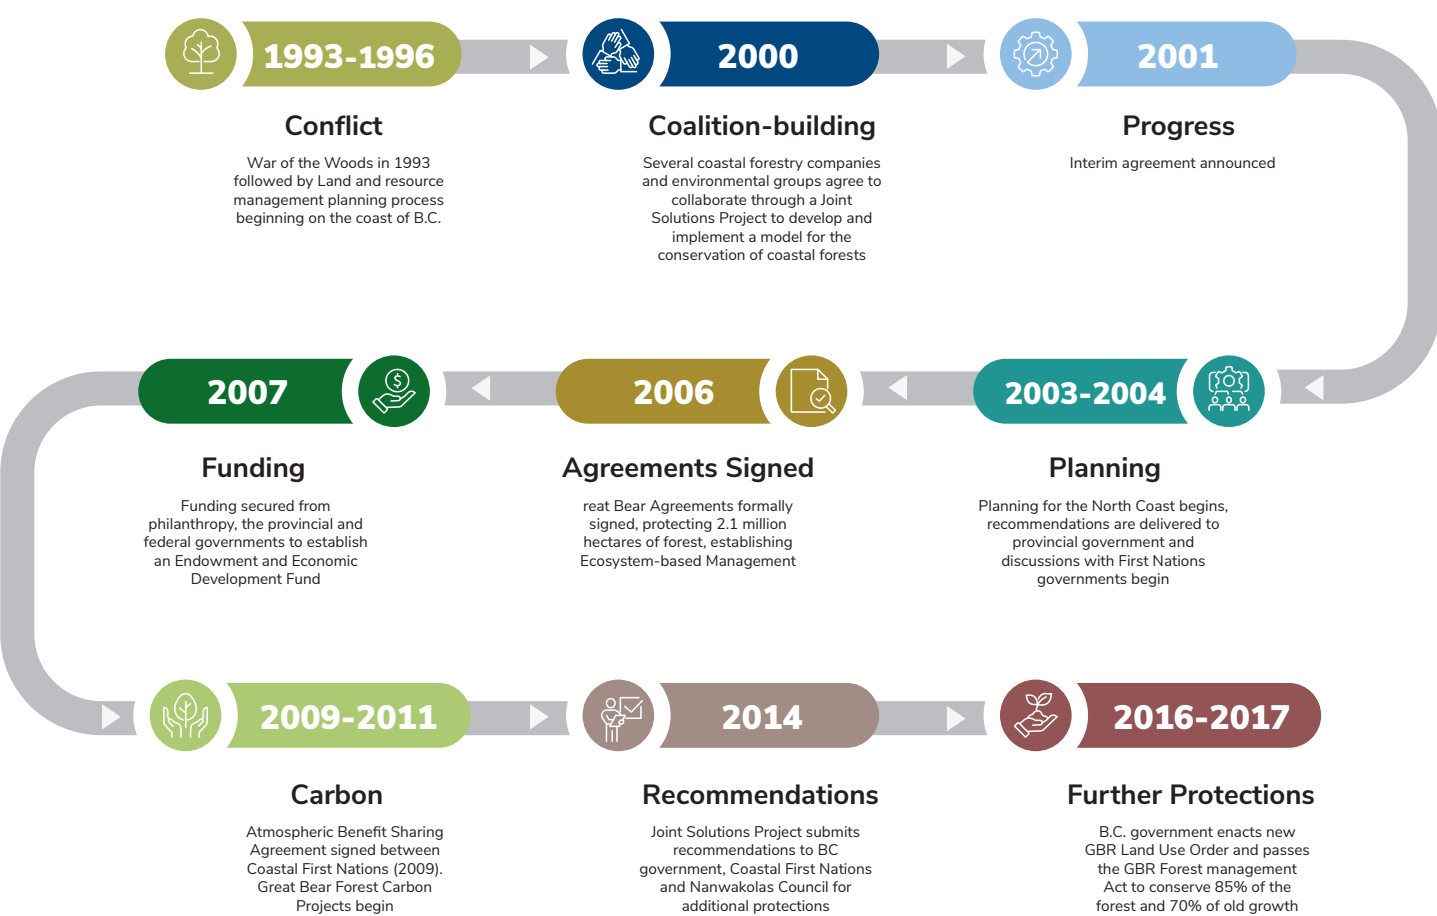 1993-1996
Conflict
War of the Woods in 1993
followed by Land and resource
management planning process
beginning on the coast of B.C.
2000
Coalition-building
Several coastal forestry companies
and environmental groups agree to
collaborate through a Joint
Solutions Project to develop and
implement a model for the
conservation of coastal forests
2001
Progress
Interim agreement announced
2003-2004
Planning
Planning for the North Coast begins,
recommendations are delivered to
provincial government and
discussions with First Nations
governments begin
2006
Agreements Signed
reat Bear Agreements formally
signed, protecting 2.1 million
hectares of forest, establishing
Ecosystem-based Management
2007
Funding
Funding secured from
philanthropy, the provincial and
federal governments to establish
an Endowment and Economic
Development Fund
2009-2011
Carbon
Atmospheric Benefit Sharing
Agreement signed between
Coastal First Nations (2009).
Great Bear Forest Carbon
Projects begin
2014
Recommendations
Joint Solutions Project submits
recommendations to BC
government, Coastal First Nations
and Nanwakolas Council for
additional protections
2016-2017
Further Protections
B.C. government enacts new
GBR Land Use Order and passes
the GBR Forest management
Act to conserve 85% of the
forest and 70% of old growth